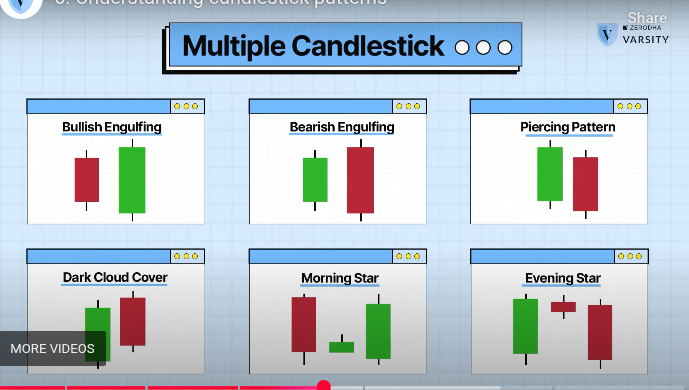 5. Understanding candlestick patterns
Share
Multiple Candlestick
ZERODHA
VARSITY
Bullish Engulfing
Bearish Engulfing
Piercing Pattern
Dark Cloud Cover
Morning Star
Evening Star
MORE VIDEOS